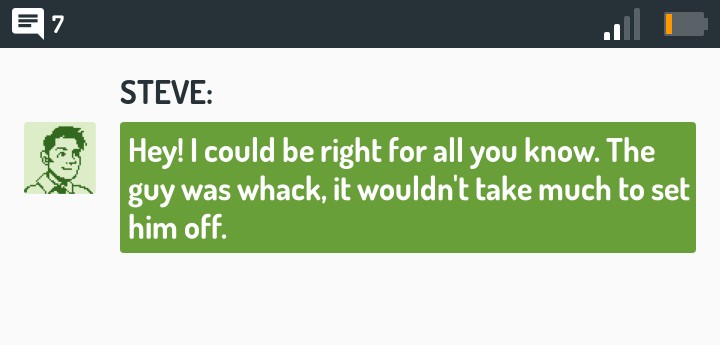 7
STEVE:
Hey! I could be right for all you know. The
guy was whack, it wouldn't take much to set
him off.